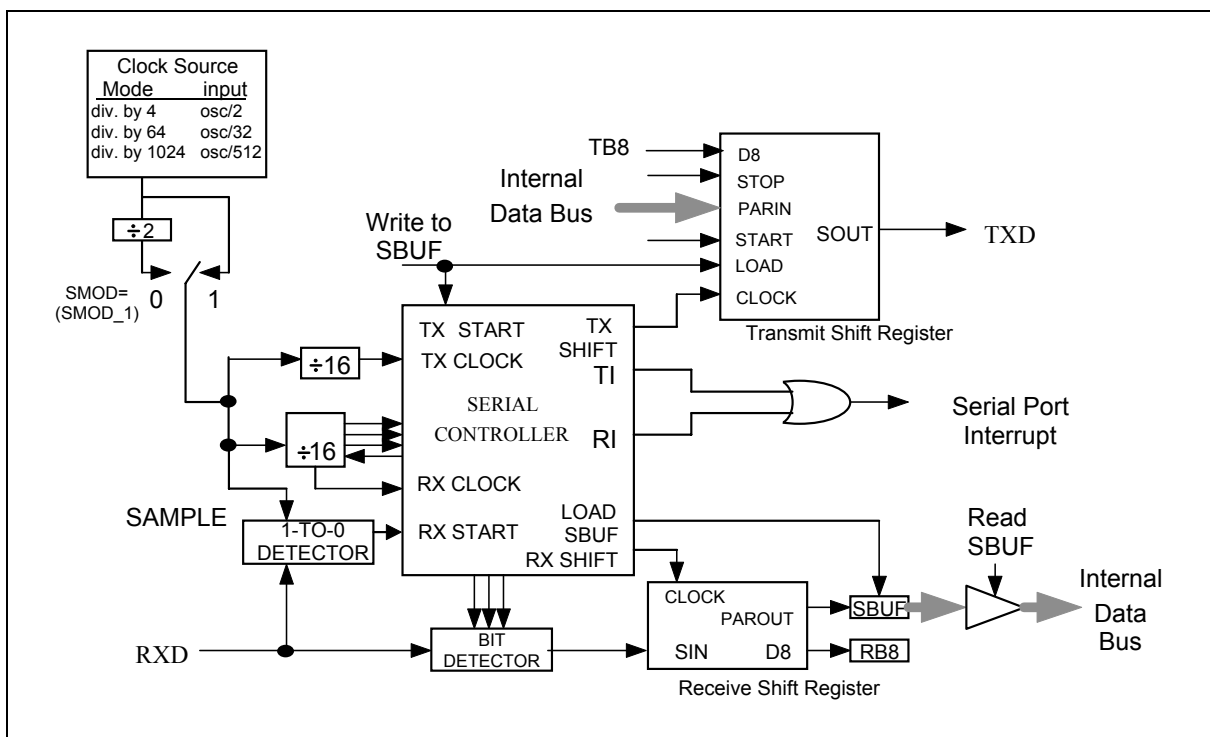 Clock Source
Mode input
div. by 4 osc/2
div. by 64 osc/32
div. by 1024 osc/512
÷2
SMOD=
(SMOD_1)
0 1
Write to
SBUF
TB8
Internal
Data Bus
D8
STOP
PARIN
START
LOAD
CLOCK
SOUT
TXD
Transmit Shift Register
÷16
÷16
TX START
TX CLOCK
SERIAL
CONTROLLER
RX CLOCK
RX START
TX
SHIFT
TI
RI
LOAD
SBUF
RX SHIFT
Serial Port
Interrupt
SAMPLE
1-TO-0
DETECTOR
RXD
BIT
DETECTOR
CLOCK
PAROUT
SIN D8
Receive Shift Register
SBUF
RB8
Read
SBUF
Internal
Data
Bus